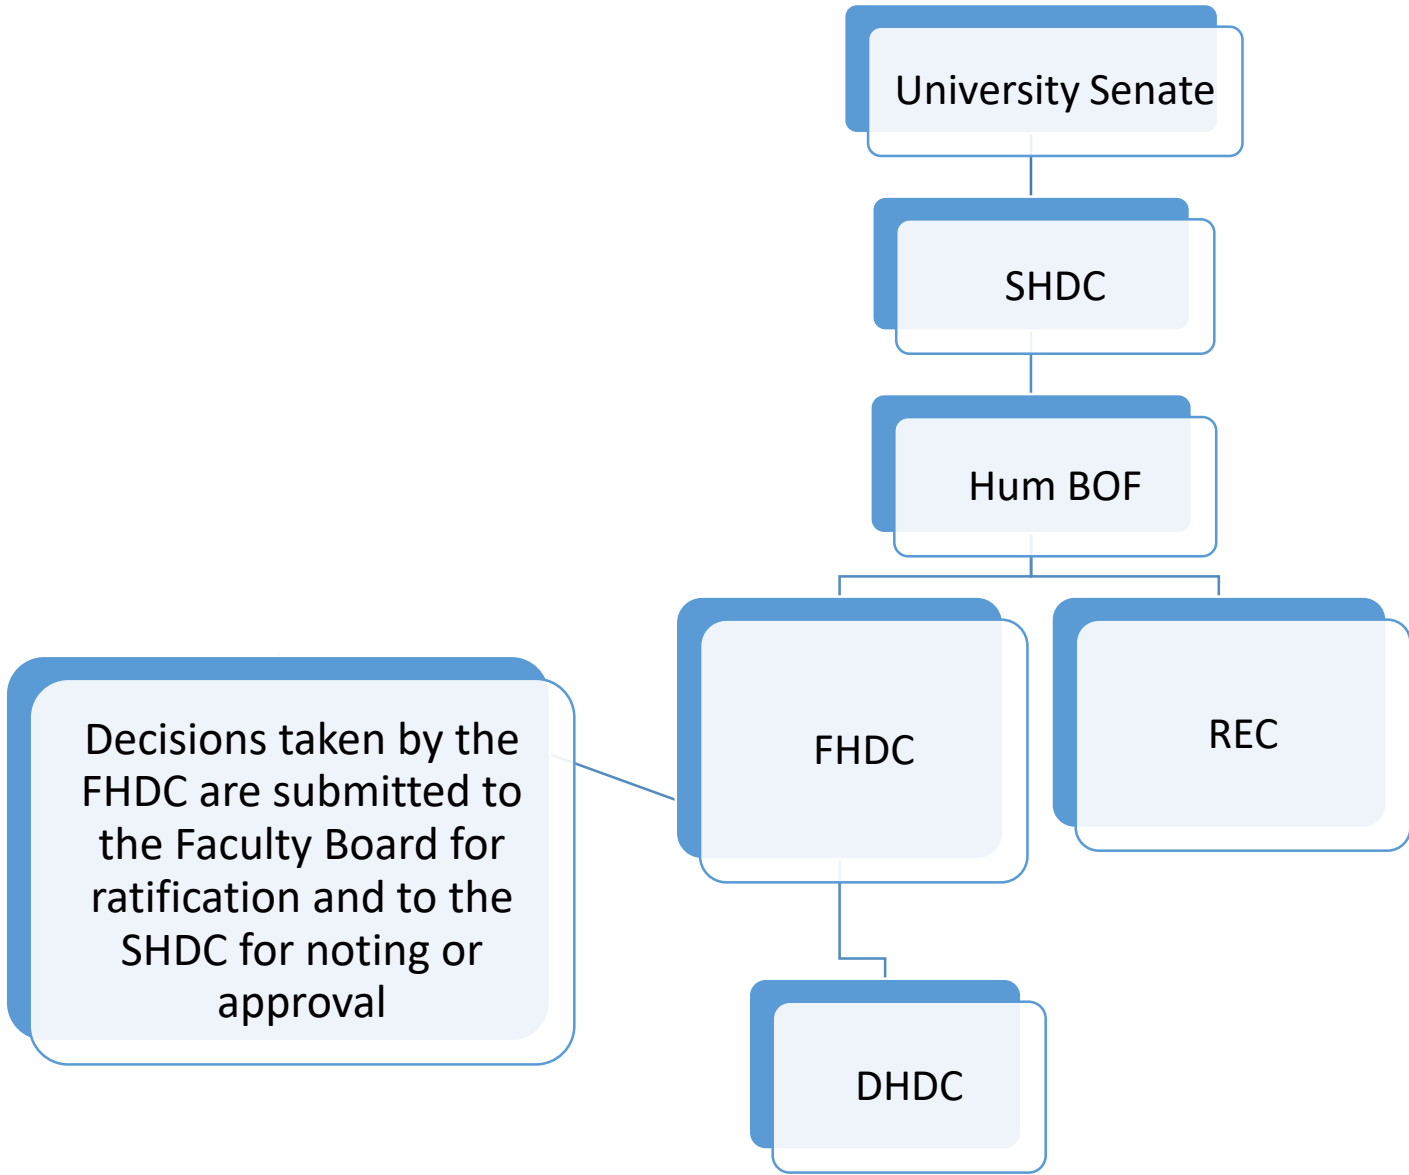 University Senate
SHDC
Hum BOF
FHDC
REC
Decisions taken by the
FHDC are submitted to
the Faculty Board for
ratification and to the
SHDC for noting or
approval
DHDC